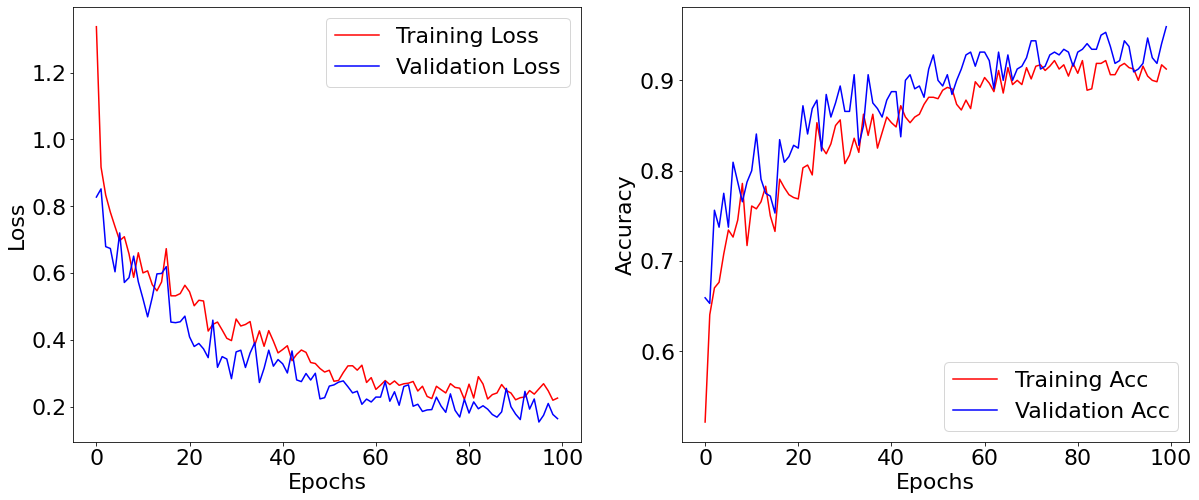 Training Loss
Validation Loss
1.2
1.0
0.8
0.6
0.4
0.2
Loss
0 20 40 60 80 100
Epochs
Training Acc
Validation Acc
0.9
0.8
0.7
0.6
Accuracy
0 20 40 60 80 100
Epochs